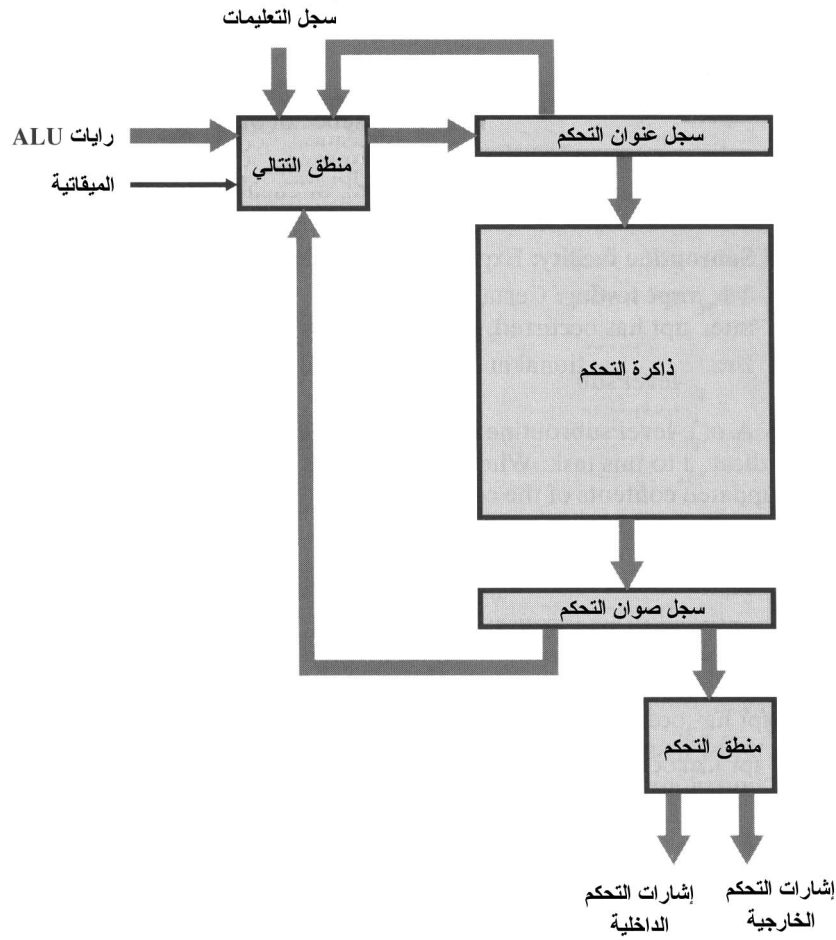 سجل التعليمات
رايات ALU
الميقاتية
منطق التتالي
سجل عنوان التحكم
ذاكرة التحكم
سجل صوان التحكم
منطق التحكم
إشارات التحكم
الداخلية
إشارات التحكم
الخارجية